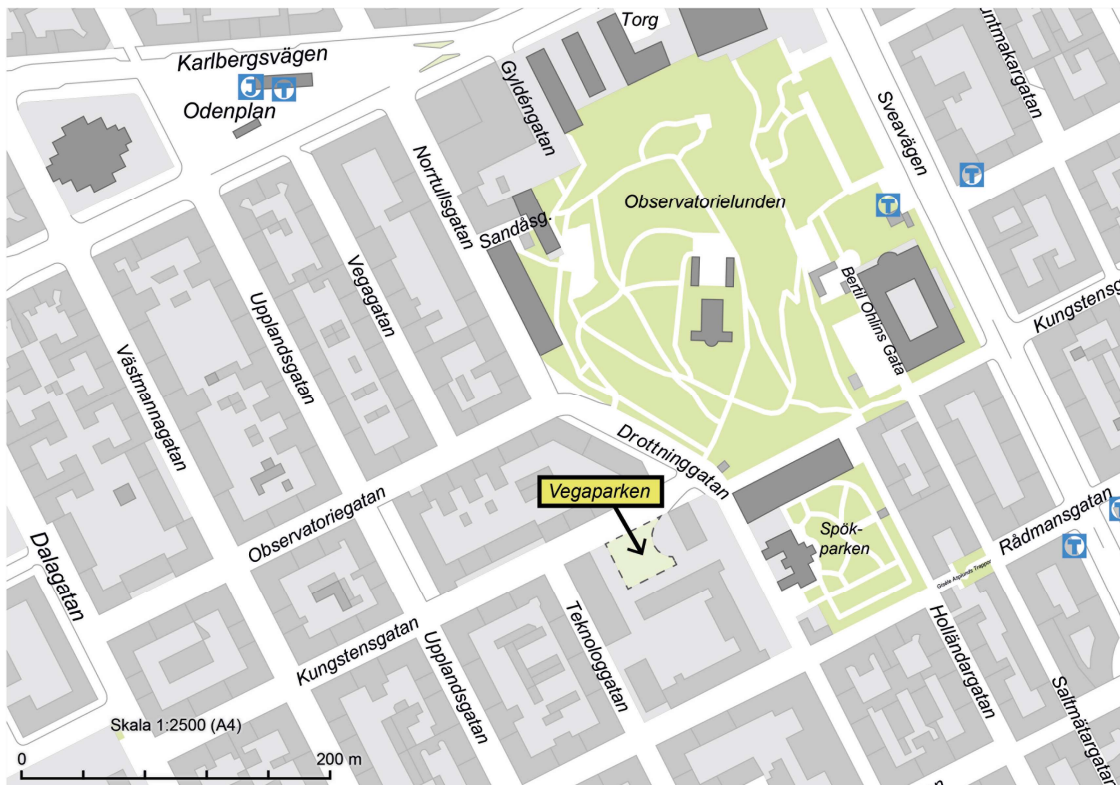 Torg
untmakargatan
Karlbergsvägen
J
T
Odenplan
Gyldéngatan
Sveavägen
T
Norrtullsgatan
Observatorielunden
T
Sandåsg.
Vegagatan
Upplandsgatan
Bertil Ohlins Gata
Kungstensg
Västmannagatan
Drottninggatan
Vegaparken
Observatoriegatan
Spök-
parken
Rådmansgatan
T
Dalagatan
Kungstensgatan
Upplandsgatan
Teknologgatan
Holländargatan
Saltmätargatan
Skala 1:2500 (A4)
0
200 m